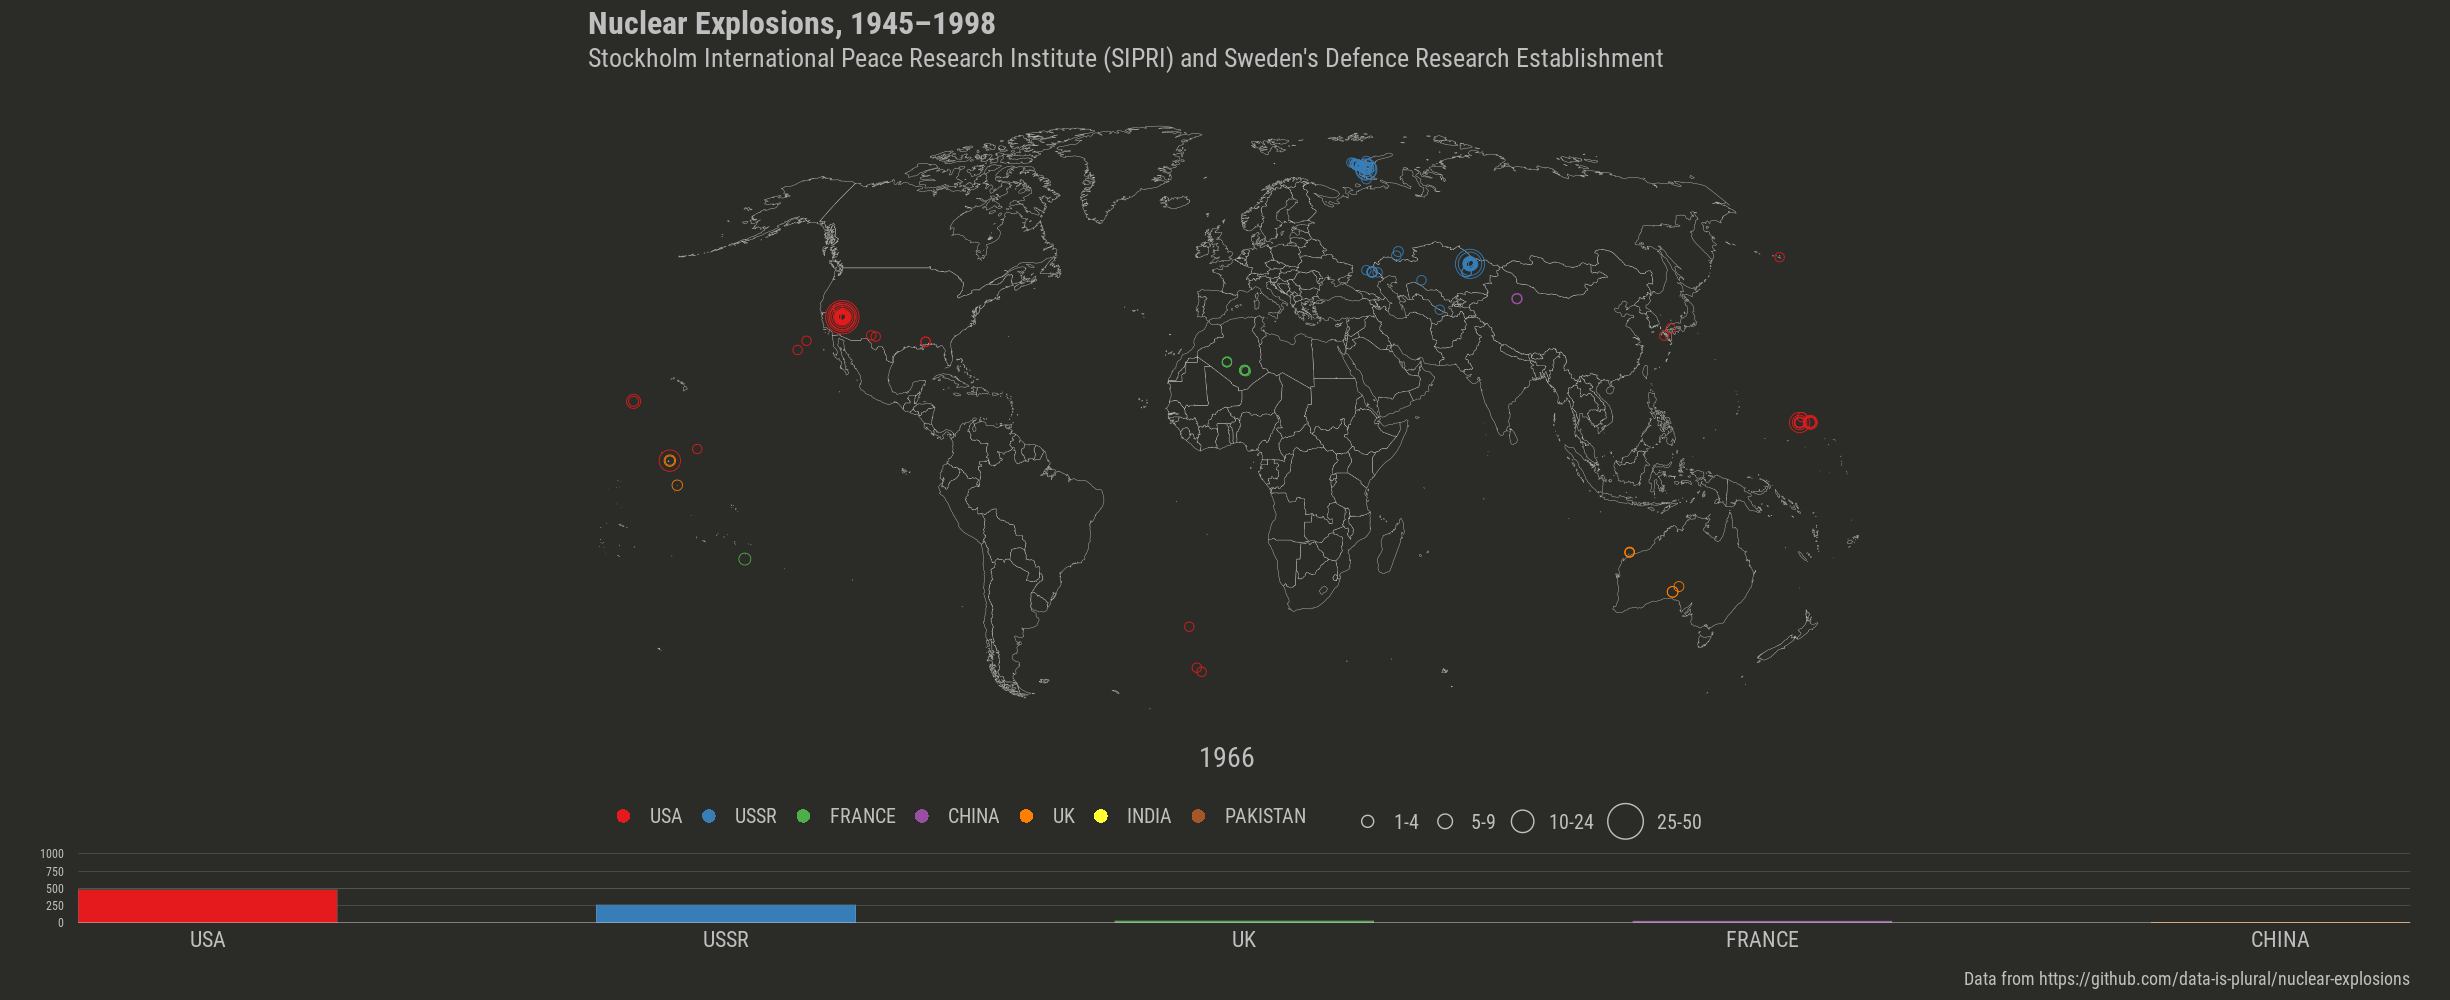 Nuclear Explosions, 1945–1998
Stockholm International Peace Research Institute (SIPRI) and Sweden's Defence Research Establishment
1966
USA USSR FRANCE CHINA UK INDIA PAKISTAN 1-4 5-9 10-24 25-50
1000
750
500
250
0
USA USSR UK FRANCE CHINA
Data from https://github.com/data-is-plural/nuclear-explosions